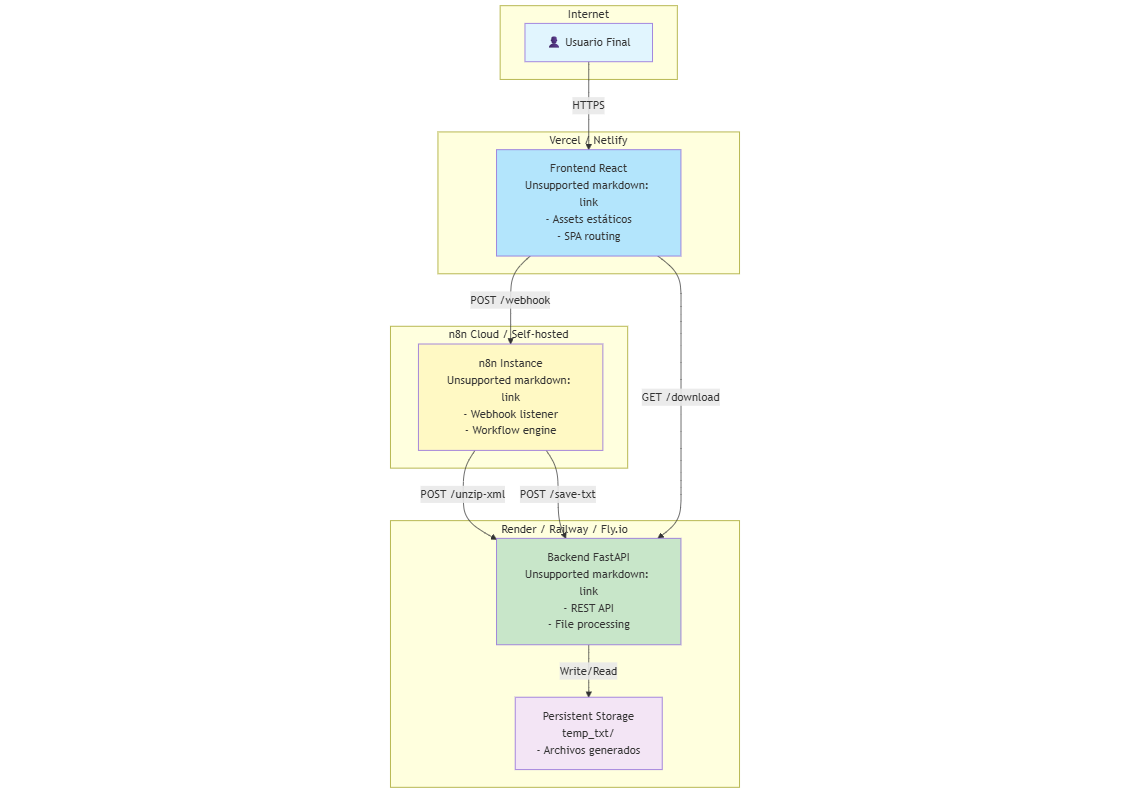 Internet
👤 Usuario Final
HTTPS
Vercel / Netlify
Frontend React
Unsupported markdown:
link
- Assets estáticos
- SPA routing
POST /webhook
n8n Cloud / Self-hosted
n8n Instance
Unsupported markdown:
link
- Webhook listener
- Workflow engine
GET /download
POST /unzip-xml
POST /save-txt
Render / Railway / Fly.io
Backend FastAPI
Unsupported markdown:
link
- REST API
- File processing
Write/Read
Persistent Storage
temp_txt/
- Archivos generados